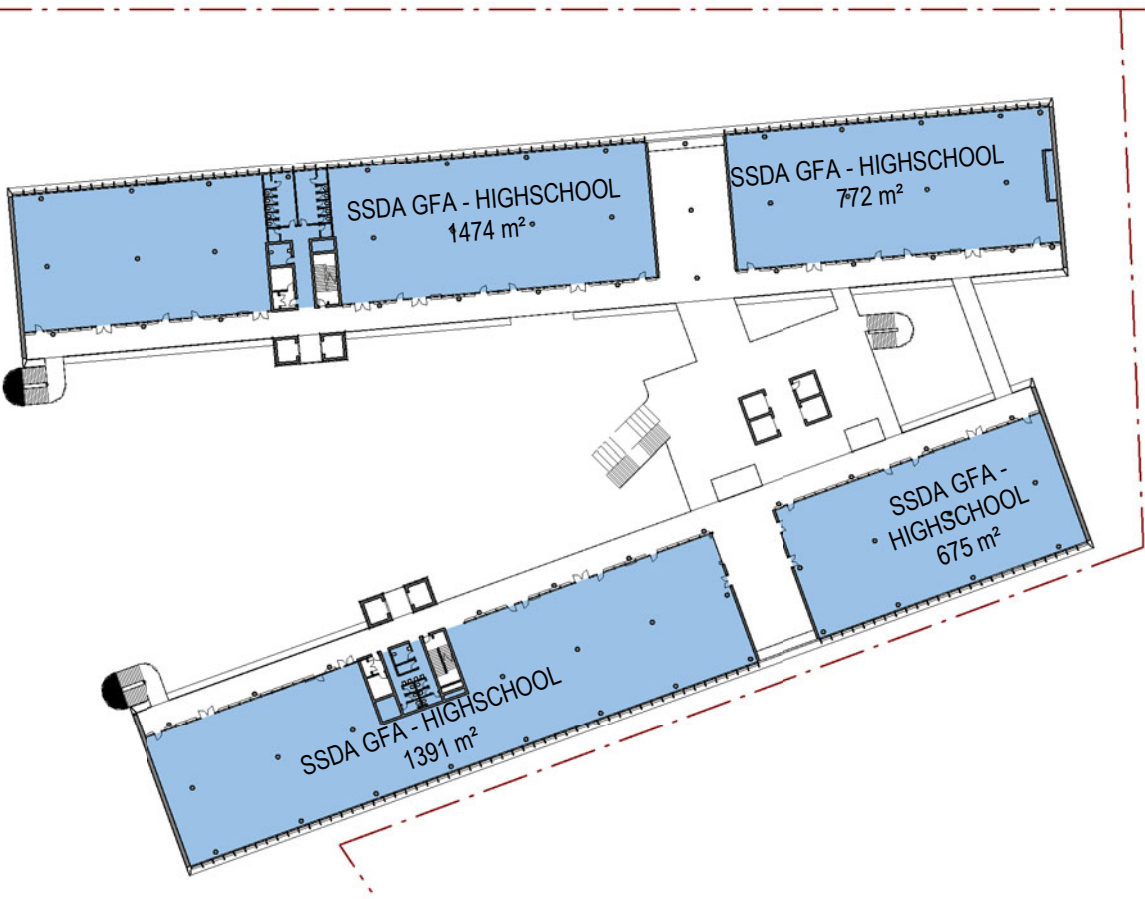 SSDA GFA - HIGHSCHOOL
1474 m²
SSDA GFA - HIGHSCHOOL
772 m²
SSDA GFA -
HIGHSCHOOL
675 m²
SSDA GFA - HIGHSCHOOL
1391 m²